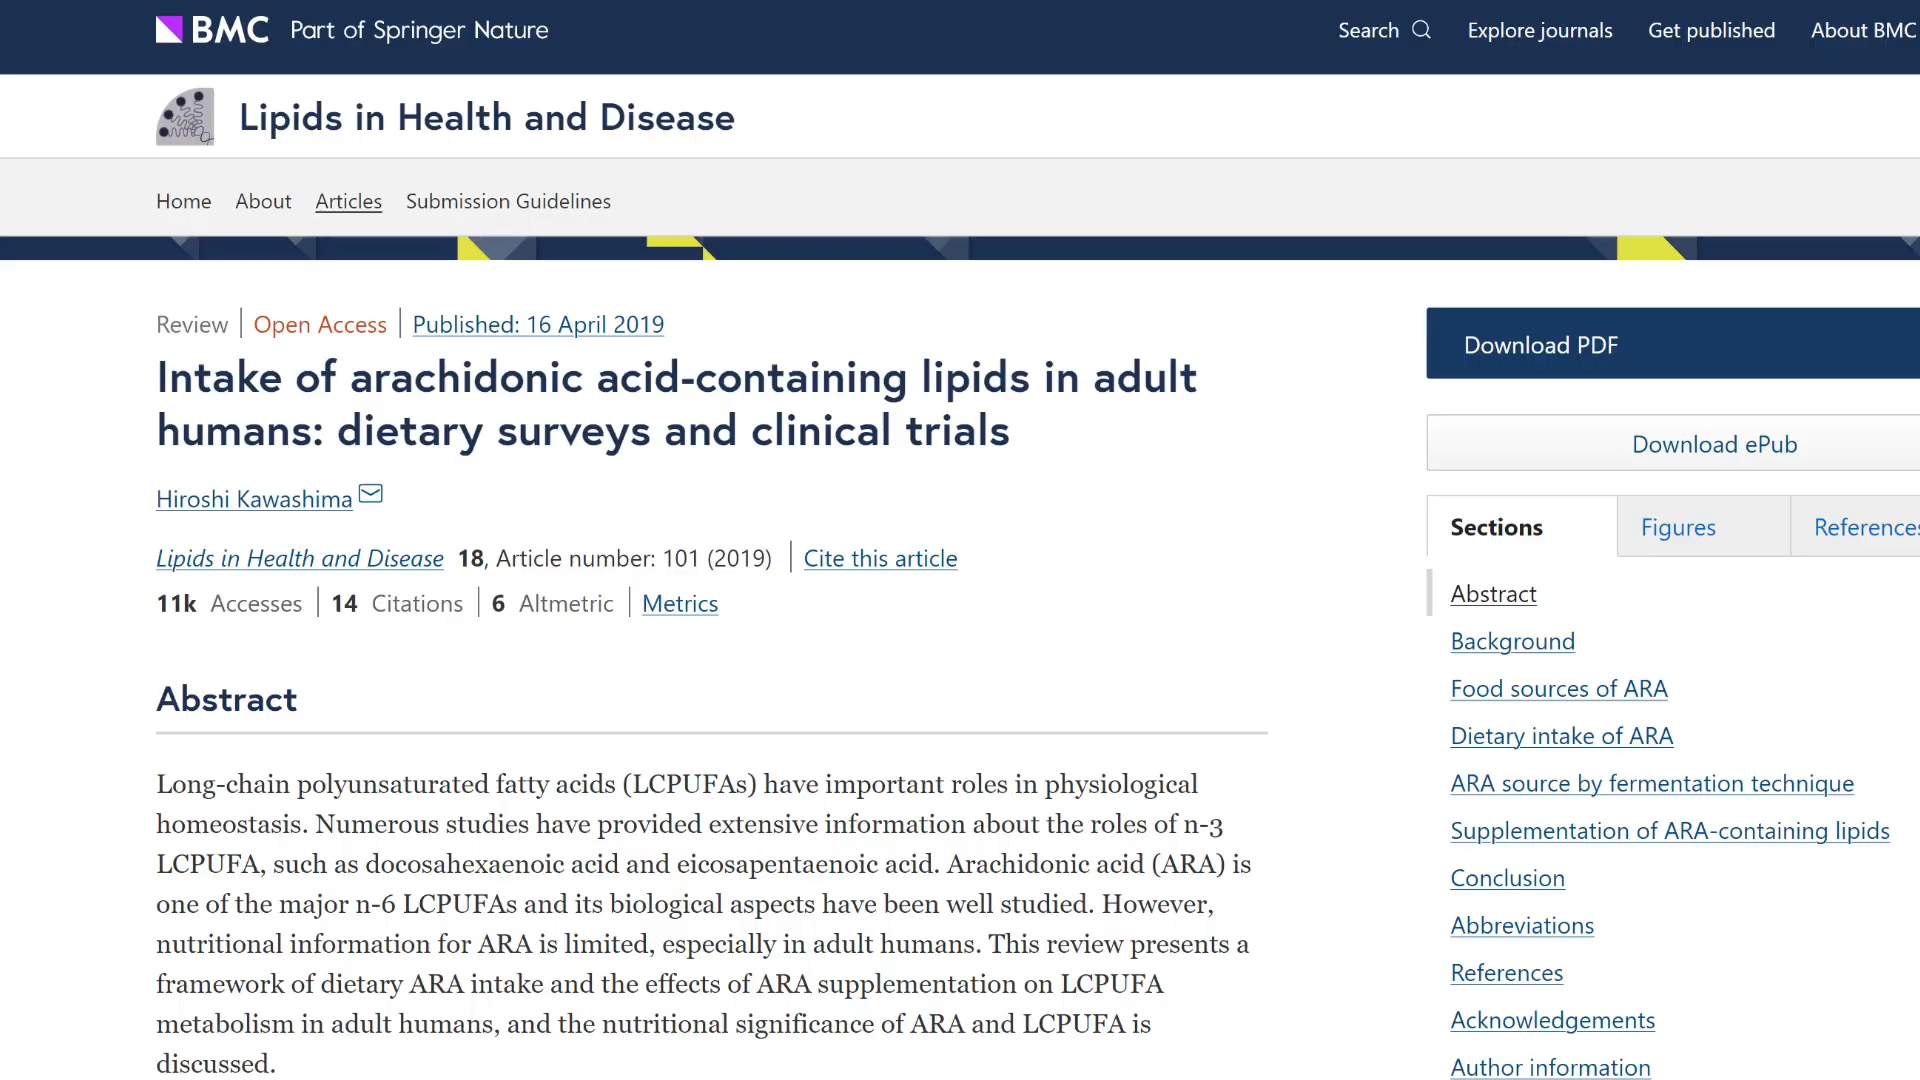 BMC Part of Springer Nature
Search Explore journals Get published About BMC
Lipids in Health and Disease
Home About Articles Submission Guidelines
Review Open Access Published: 16 April 2019
Intake of arachidonic acid-containing lipids in adult
humans: dietary surveys and clinical trials
Hiroshi Kawashima
Lipids in Health and Disease 18, Article number: 101 (2019) Cite this article
11k Accesses 14 Citations 6 Altmetric Metrics
Abstract
Long-chain polyunsaturated fatty acids (LCPUFAs) have important roles in physiological
homeostasis. Numerous studies have provided extensive information about the roles of n-3
LCPUFA, such as docosahexaenoic acid and eicosapentaenoic acid. Arachidonic acid (ARA) is
one of the major n-6 LCPUFAs and its biological aspects have been well studied. However,
nutritional information for ARA is limited, especially in adult humans. This review presents a
framework of dietary ARA intake and the effects of ARA supplementation on LCPUFA
metabolism in adult humans, and the nutritional significance of ARA and LCPUFA is
discussed.
Download PDF
Download ePub
Sections Figures References
Abstract
Background
Food sources of ARA
Dietary intake of ARA
ARA source by fermentation technique
Supplementation of ARA-containing lipids
Conclusion
Abbreviations
References
Acknowledgements
Author information